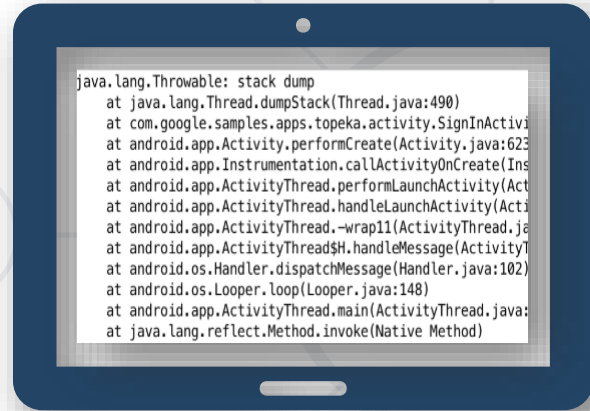 java.lang.Throwable: stack dump
at java.lang.Thread.dumpStack(Thread.java:490)
at com.google.samples.apps.topeka.activity.SignInActivi
at android.app.Activity.performCreate(Activity.java:623
at android.app.Instrumentation.callActivityOnCreate(Ins
at android.app.ActivityThread.performLaunchActivity(Act
at android.app.ActivityThread.handleLaunchActivity(Acti
at android.app.ActivityThread.-wrap11(ActivityThread.ja
at android.app.ActivityThread$H.handleMessage(ActivityT
at android.os.Handler.dispatchMessage(Handler.java:102)
at android.os.Looper.loop(Looper.java:148)
at android.app.ActivityThread.main(ActivityThread.java:
at java.lang.reflect.Method.invoke(Native Method)